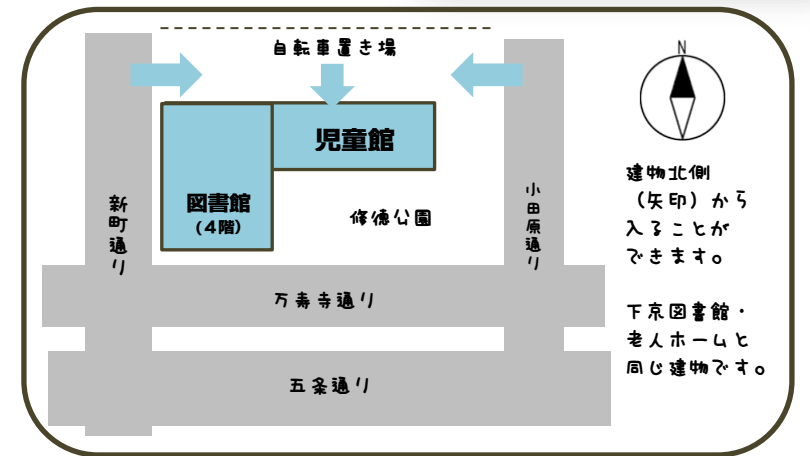 自転車置き場
N
児童館
図書館
(4階)
修徳公園
新町通り
小田原通り
万寿寺通り
五条通り
建物北側
(矢印)から
入ることが
できます。
下京図書館・
老人ホームと
同じ建物です。